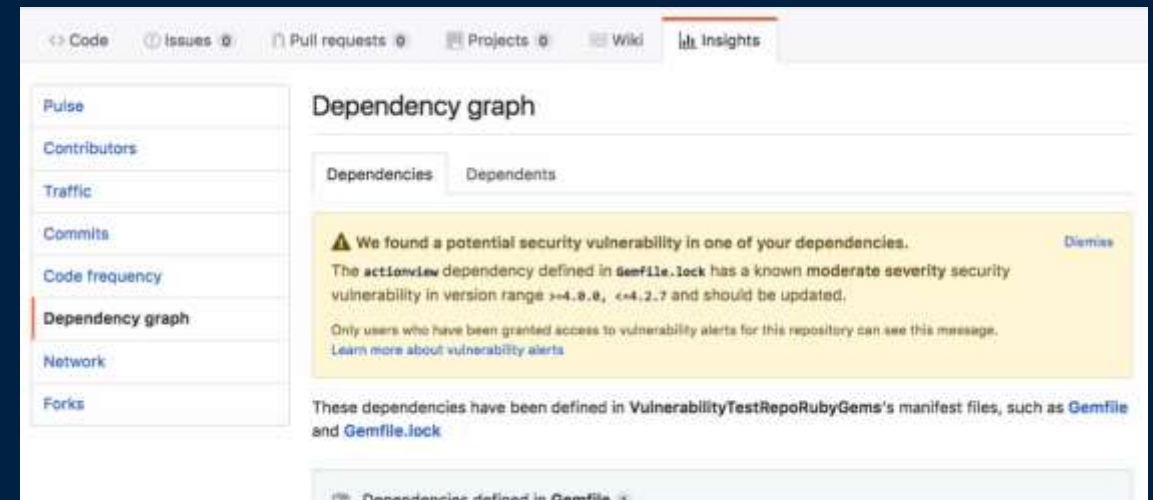 Code Issues 0 Pull requests 0 Projects 0 Wiki Insights
Pulse
Contributors
Traffic
Commits
Code frequency
Dependency graph
Network
Forks
Dependency graph
Dependencies Dependents
We found a potential security vulnerability in one of your dependencies. Dismiss
The actionview dependency defined in Gemfile.lock has a known moderate severity security
vulnerability in version range >=4.0.0, <=4.2.7 and should be updated.
Only users who have been granted access to vulnerability alerts for this repository can see this message.
Learn more about vulnerability alerts
These dependencies have been defined in VulnerabilityTestRepoRubyGems's manifest files, such as Gemfile
and Gemfile.lock
Dependencies defined in Gemfile